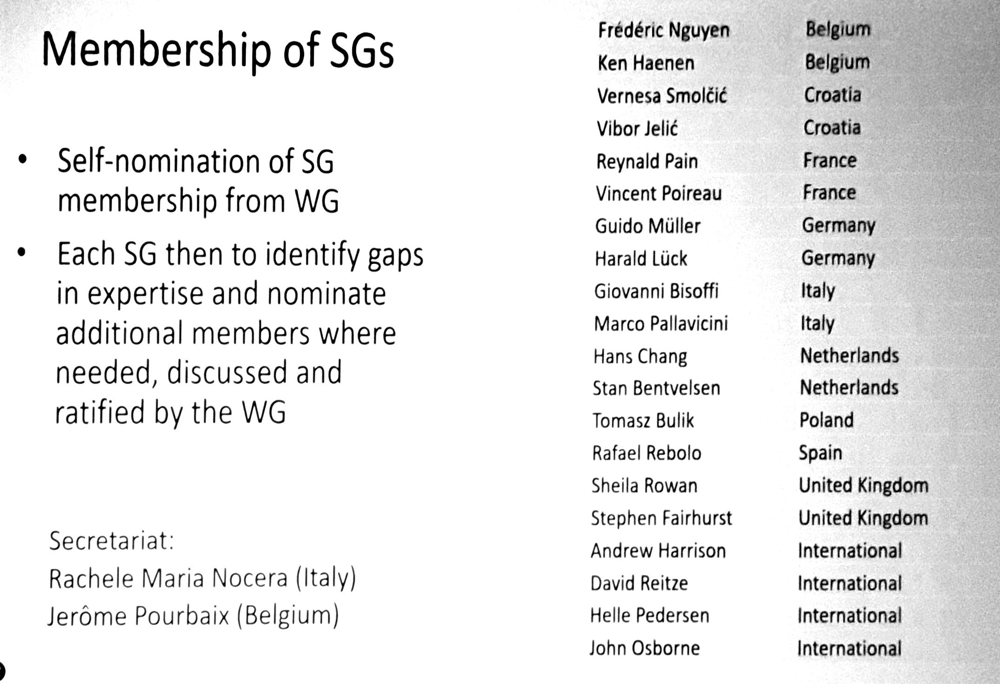 Membership of SGs
• Self-nomination of SG
membership from WG
• Each SG then to identify gaps
in expertise and nominate
additional members where
needed, discussed and
ratified by the WG
Secretariat:
Rachele Maria Nocera (Italy)
Jerôme Pourbaix (Belgium)
Frédéric Nguyen Belgium
Ken Haenen Belgium
Vernesa Smolčić Croatia
Vibor Jelić Croatia
Reynald Pain France
Vincent Poireau France
Guido Müller Germany
Harald Lück Germany
Giovanni Bisoffi Italy
Marco Pallavicini Italy
Hans Chang Netherlands
Stan Bentvelsen Netherlands
Tomasz Bulik Poland
Rafael Rebolo Spain
Sheila Rowan United Kingdom
Stephen Fairhurst United Kingdom
Andrew Harrison International
David Reitze International
Helle Pedersen International
John Osborne International